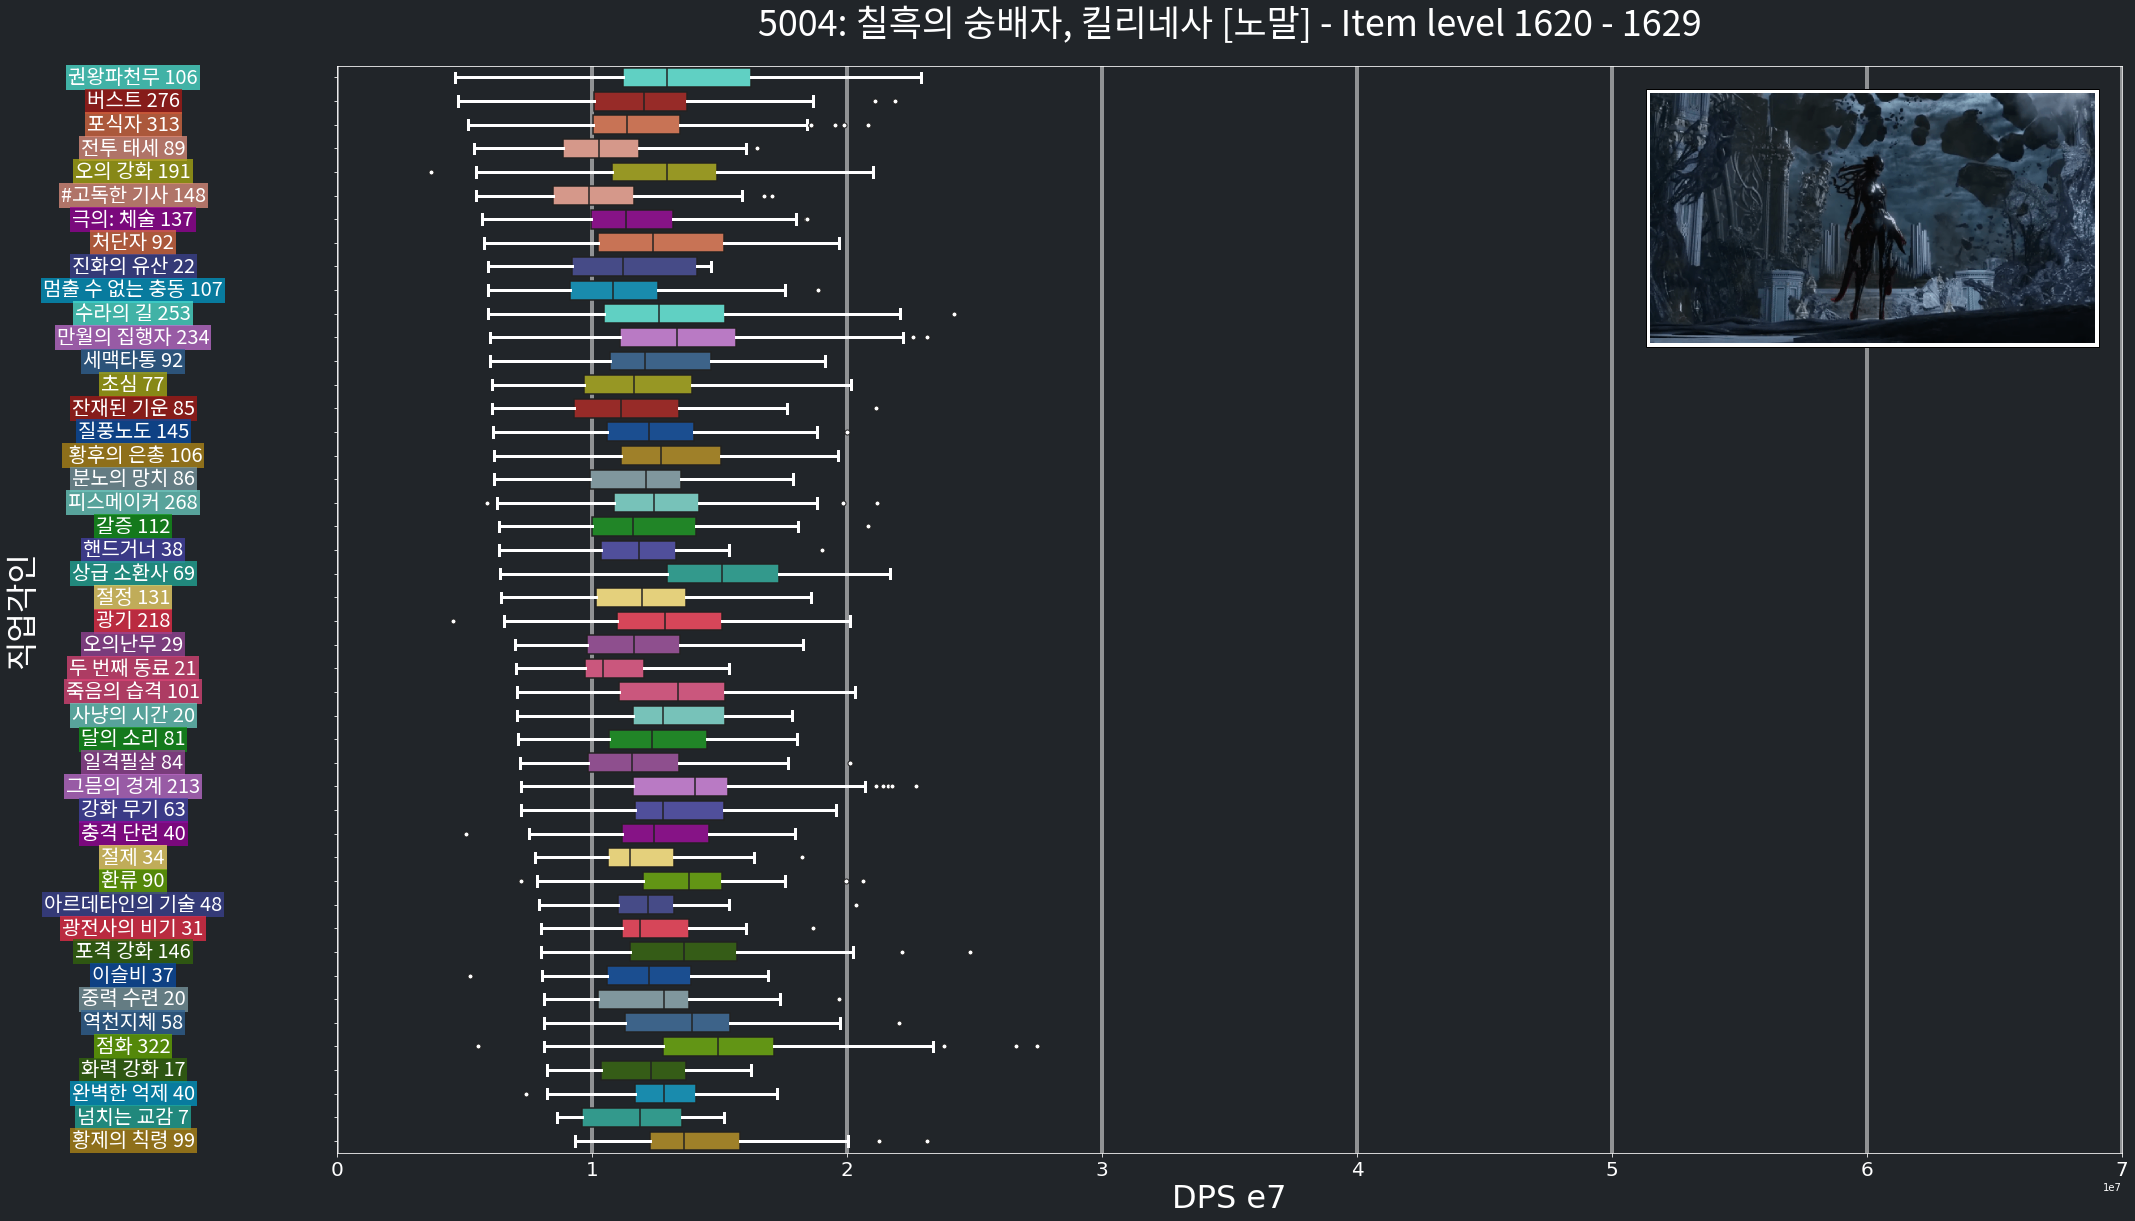 5004: 칠흑의 숭배자, 킬리네사 [노말] - Item level 1620 - 1629
권왕파천무 106
버스트 276
포식자 313
전투 태세 89
오의 강화 191
#고독한 기사 148
극의: 체술 137
처단자 92
진화의 유산 22
멈출 수 없는 충동 107
수라의 길 253
만월의 집행자 234
세맥타통 92
초심 77
잔재된 기운 85
질풍노도 145
황후의 은총 106
분노의 망치 86
피스메이커 268
갈증 112
핸드거너 38
상급 소환사 69
절정 131
광기 218
오의난무 29
두 번째 동료 21
죽음의 습격 101
사냥의 시간 20
달의 소리 81
일격필살 84
그믐의 경계 213
강화 무기 63
충격 단련 40
절제 34
환류 90
아르데타인의 기술 48
광전사의 비기 31
포격 강화 146
이슬비 37
중력 수련 20
역천지체 58
점화 322
화력 강화 17
완벽한 억제 40
넘치는 교감 7
황제의 칙령 99
직업각인
0 1 2 3 4 5 6 7
1e7
DPS e7